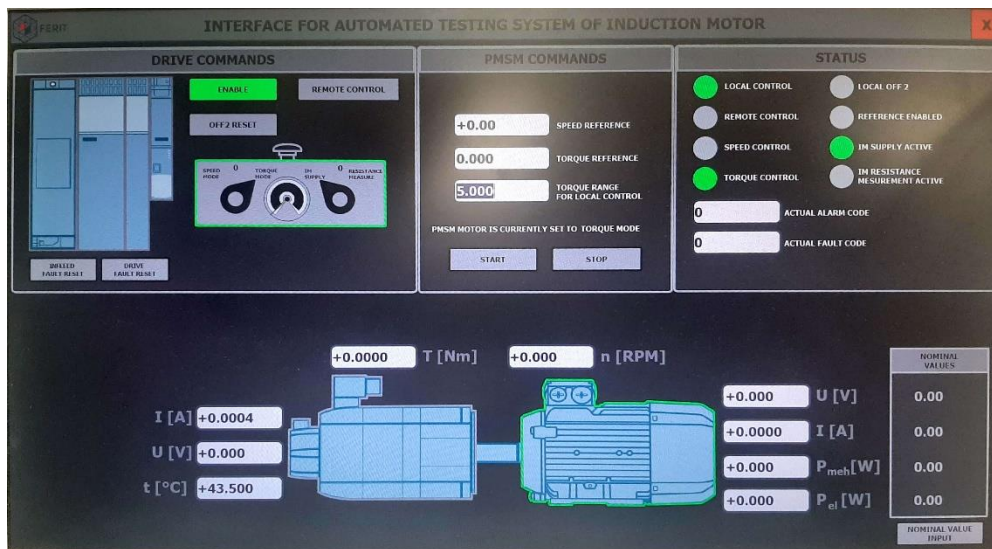 FERIT
INTERFACE FOR AUTOMATED TESTING SYSTEM OF INDUCTION MOTOR
X
DRIVE COMMANDS
ENABLE
REMOTE CONTROL
OFF2 RESET
SPEED MODE
0
TORQUE MODE
IM SUPPLY
0
RESISTANCE MEASURE
INFEED FAULT RESET
DRIVE FAULT RESET
PMSM COMMANDS
+0.00 SPEED REFERENCE
0.000 TORQUE REFERENCE
5.000 TORQUE RANGE
FOR LOCAL CONTROL
PMSM MOTOR IS CURRENTLY SET TO TORQUE MODE
START
STOP
STATUS
LOCAL CONTROL
LOCAL OFF 2
REMOTE CONTROL
REFERENCE ENABLED
SPEED CONTROL
IM SUPPLY ACTIVE
TORQUE CONTROL
IM RESISTANCE
MESUREMENT ACTIVE
0 ACTUAL ALARM CODE
0 ACTUAL FAULT CODE
+0.0000 T [Nm]
+0.000 n [RPM]
I [A] +0.0004
U [V] +0.000
t [°C] +43.500
+0.000 U [V]
+0.0000 I [A]
+0.000 Pmeh[W]
+0.000 Pel [W]
NOMINAL
VALUES
0.00
0.00
0.00
0.00
NOMINAL VALUE
INPUT